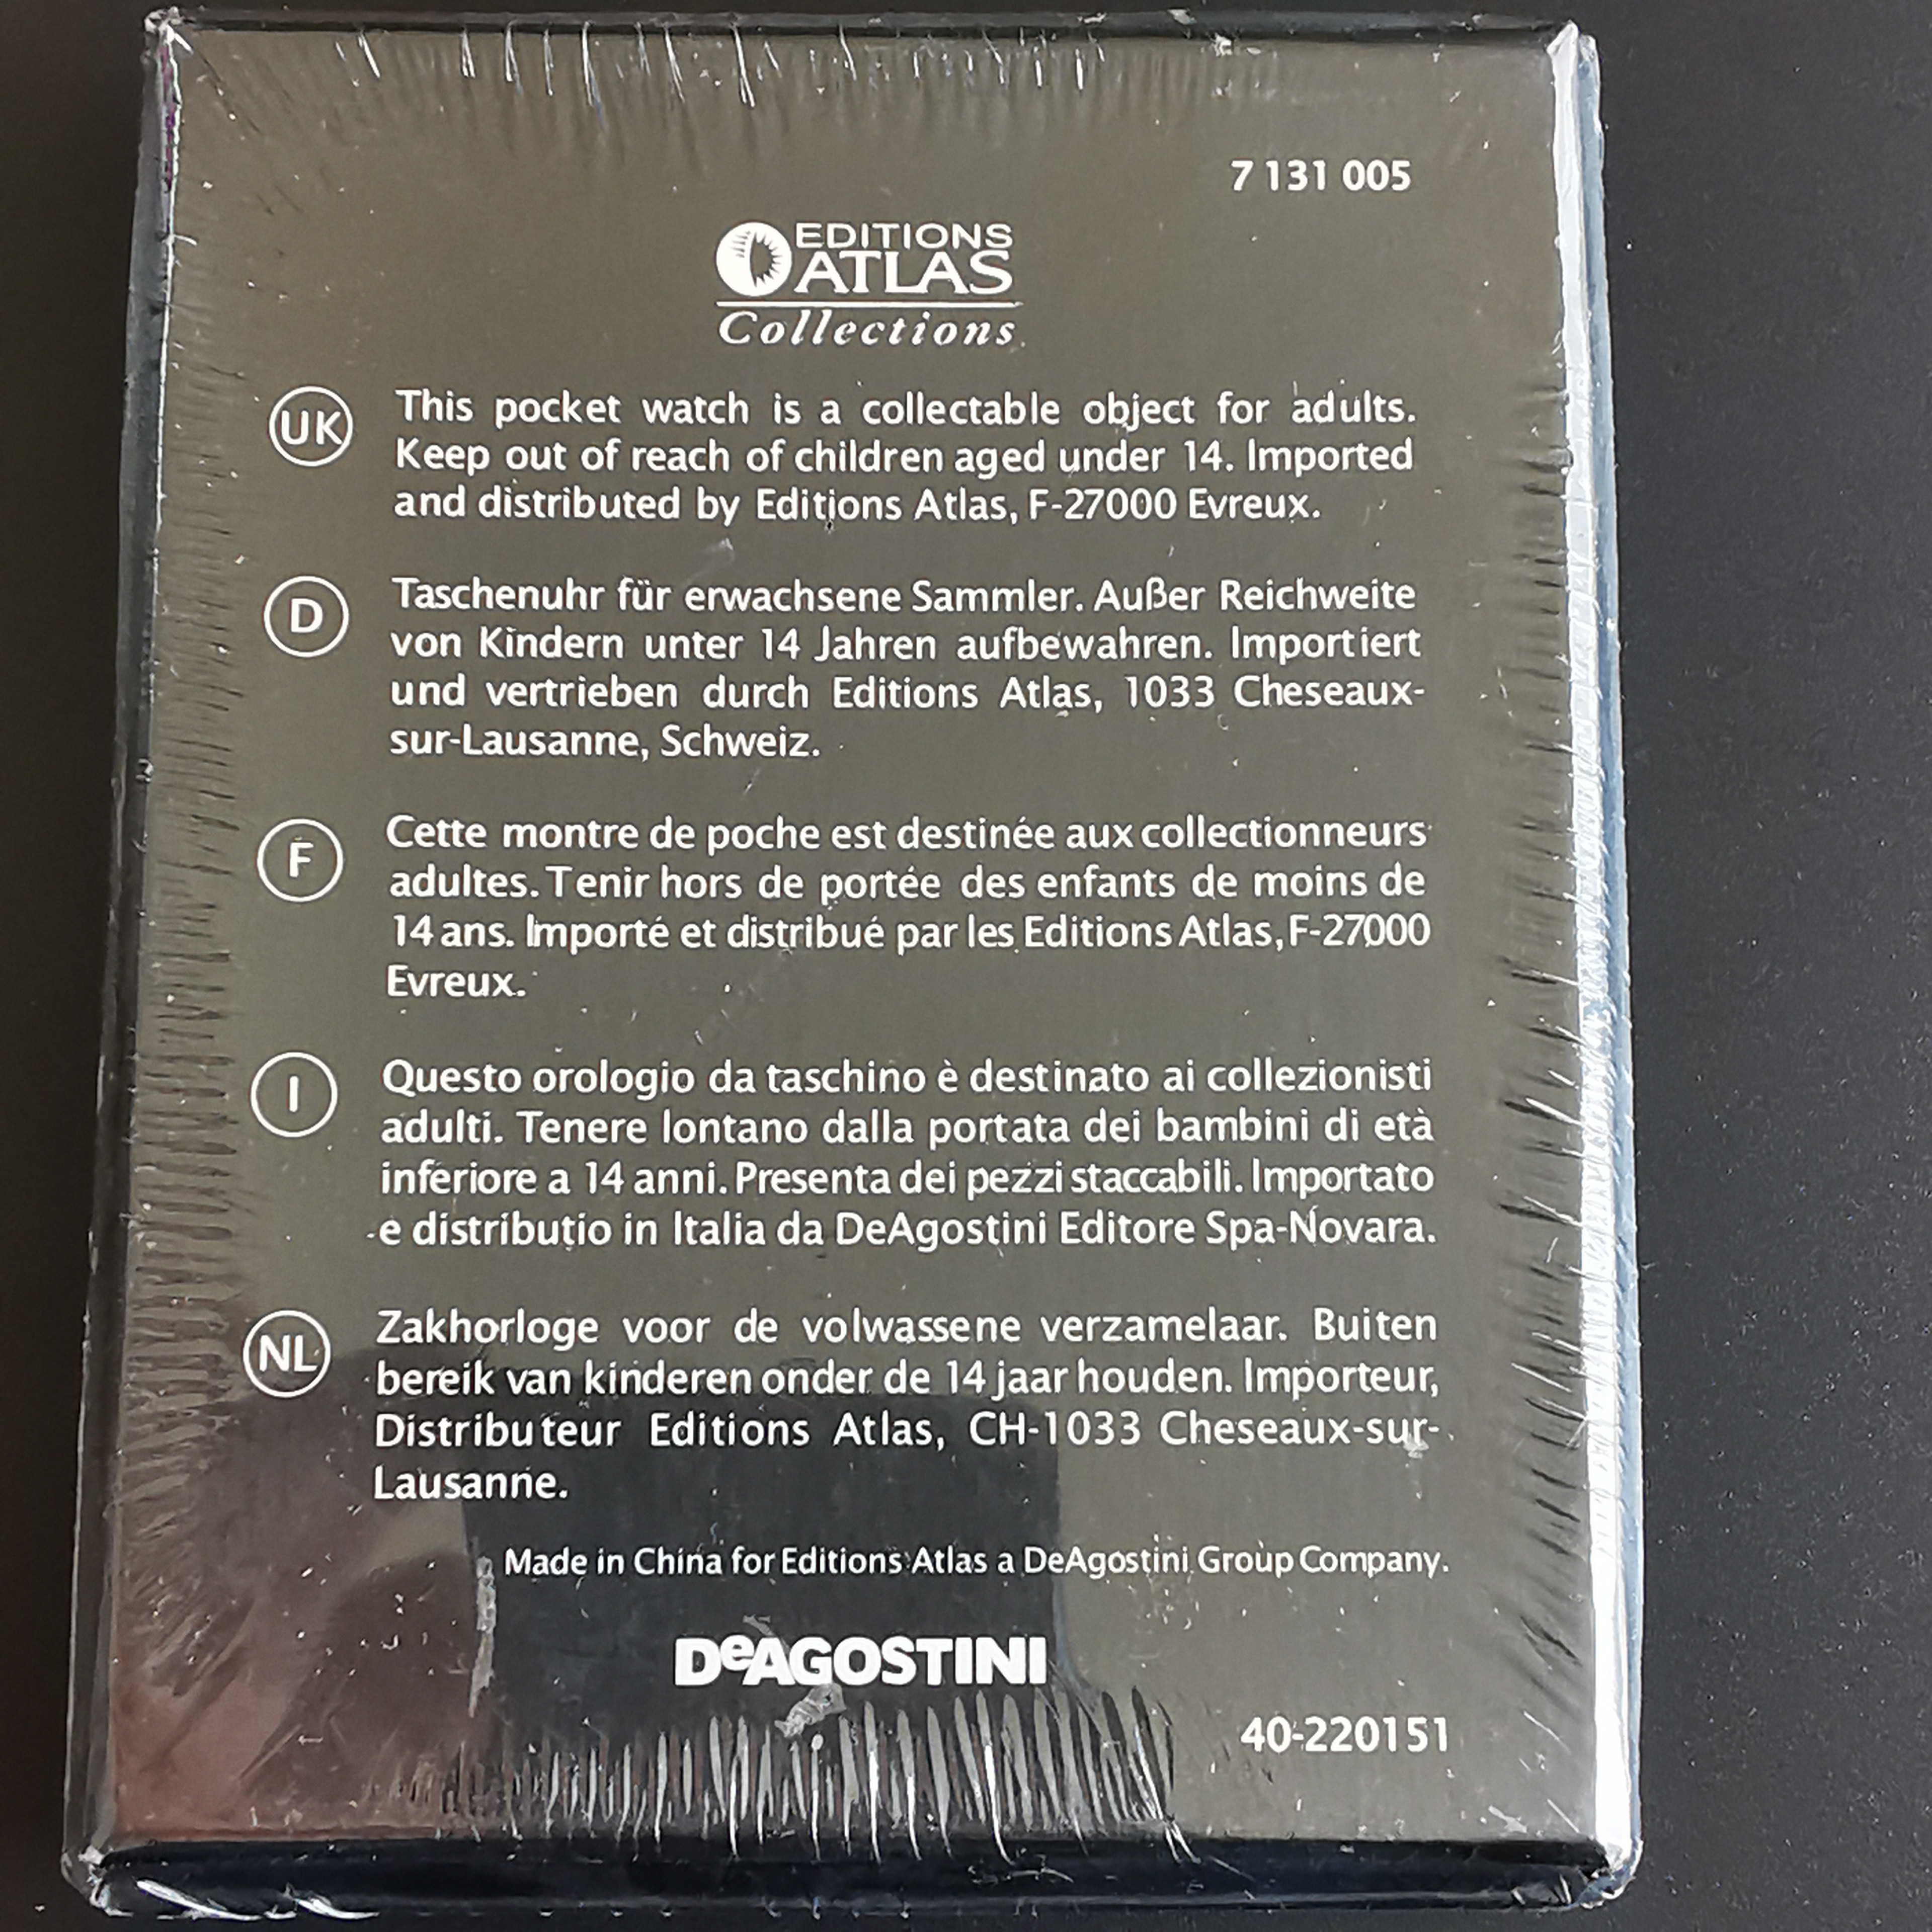 7 131 005
EDITIONS
ATLAS
Collections
UK
This pocket watch is a collectable object for adults.
Keep out of reach of children aged under 14. Imported
and distributed by Editions Atlas, F-27000 Evreux.
D
Taschenuhr für erwachsene Sammler. Außer Reichweite
von Kindern unter 14 Jahren aufbewahren. Importiert
und vertrieben durch Editions Atlas, 1033 Cheseaux-
sur-Lausanne, Schweiz.
F
Cette montre de poche est destinée aux collectionneurs
adultes. Tenir hors de portée des enfants de moins de
14 ans. Importé et distribué par les Editions Atlas, F-27000
Evreux.
I
Questo orologio da taschino è destinato ai collezionisti
adulti. Tenere lontano dalla portata dei bambini di età
inferiore a 14 anni. Presenta dei pezzi staccabili. Importato
e distributio in Italia da DeAgostini Editore Spa-Novara.
NL
Zakhorloge voor de volwassene verzamelaar. Buiten
bereik van kinderen onder de 14 jaar houden. Importeur,
Distributeur Editions Atlas, CH-1033 Cheseaux-sur-
Lausanne.
Made in China for Editions Atlas a DeAgostini Group Company.
DeAGOSTINI
40-220151